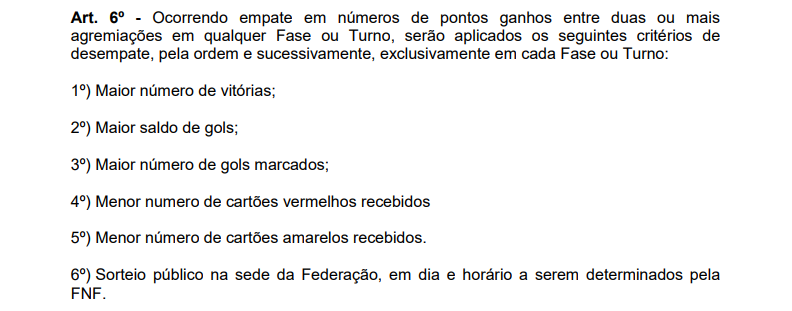 Art. 6º - Ocorrendo empate em números de pontos ganhos entre duas ou mais
agremiações em qualquer Fase ou Turno, serão aplicados os seguintes critérios de
desempate, pela ordem e sucessivamente, exclusivamente em cada Fase ou Turno:
1º) Maior número de vitórias;
2º) Maior saldo de gols;
3º) Maior número de gols marcados;
4º) Menor numero de cartões vermelhos recebidos
5º) Menor número de cartões amarelos recebidos.
6º) Sorteio público na sede da Federação, em dia e horário a serem determinados pela
FNF.